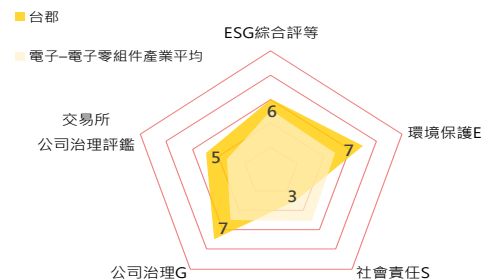 台郡
ESG綜合評等
電子–電子零組件產業平均
交易所
公司治理評鑑
環境保護E
6
7
5
3
7
公司治理G
社會責任S